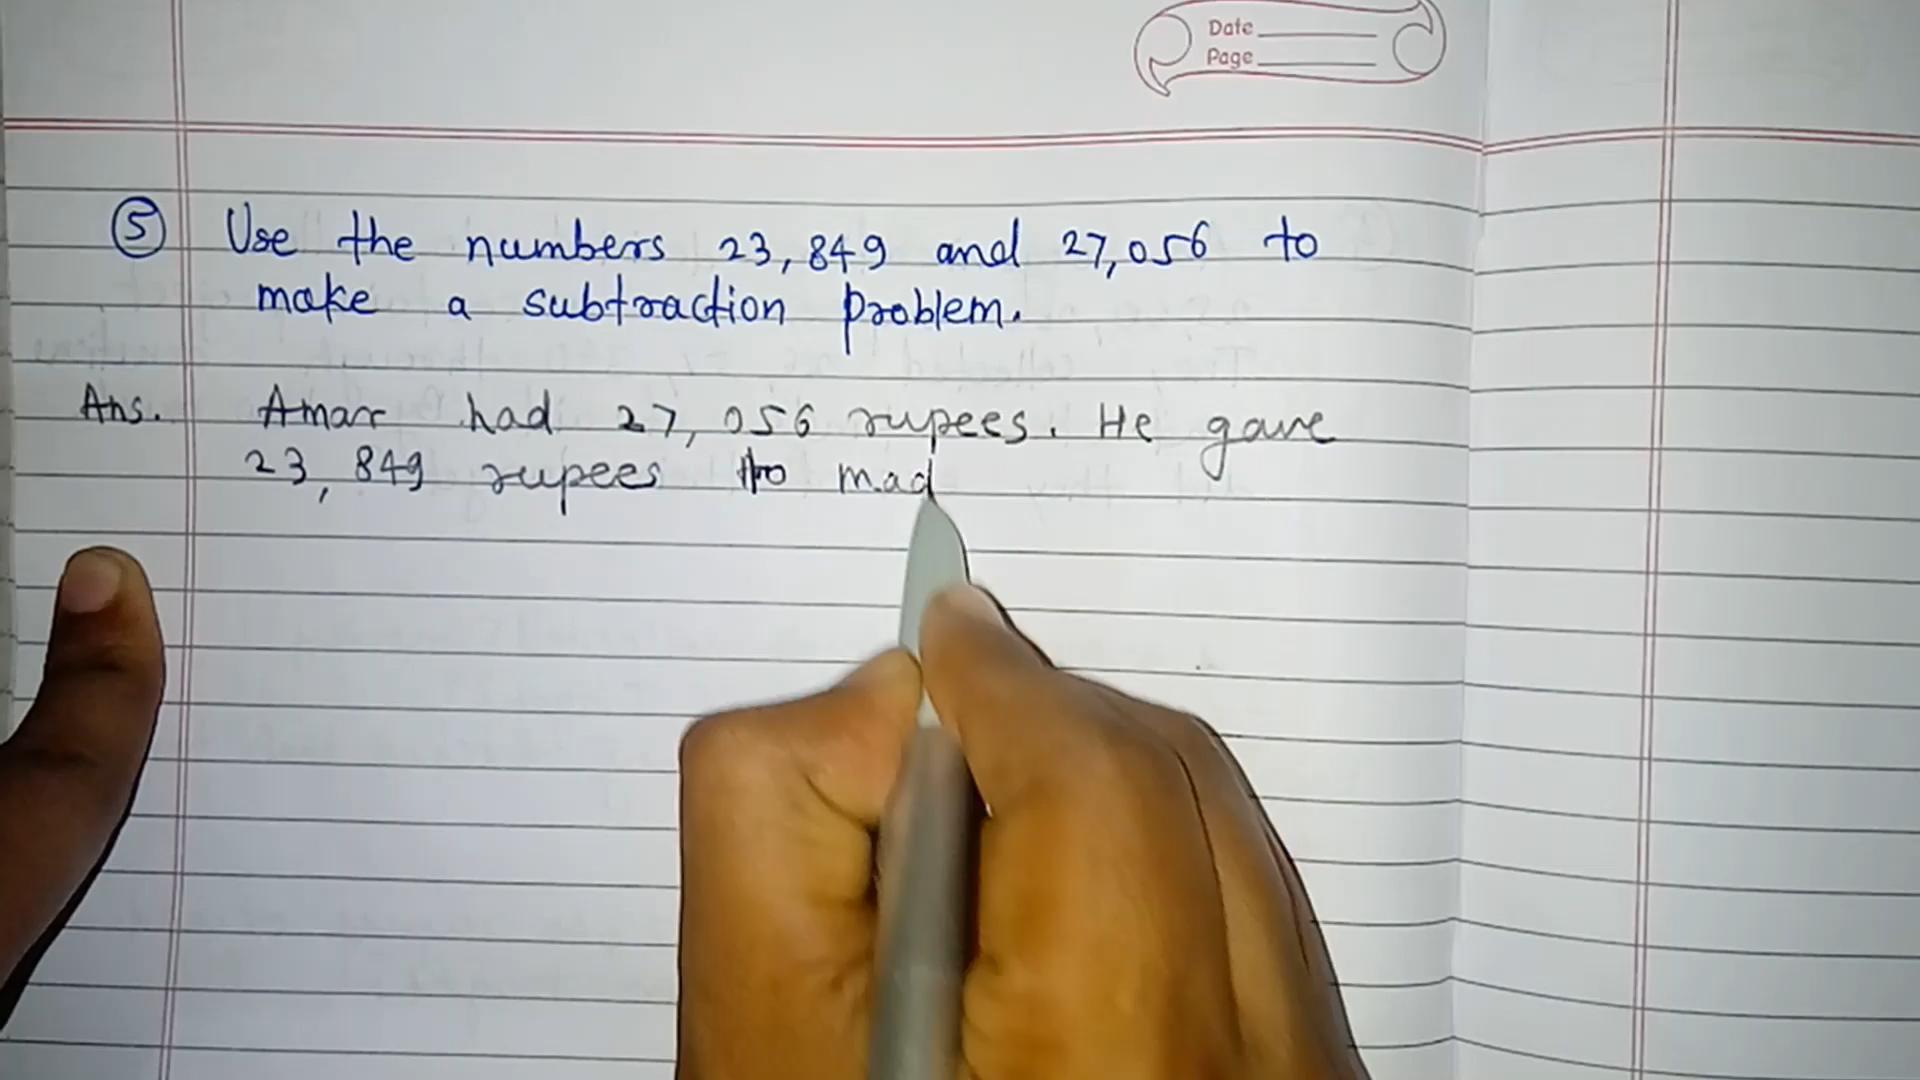 Date
Page
5 Use the numbers 23,849 and 27,056 to
make a subtraction problem.
Ans. Amar had 27,056 rupees. He gave
23,849 rupees to mad